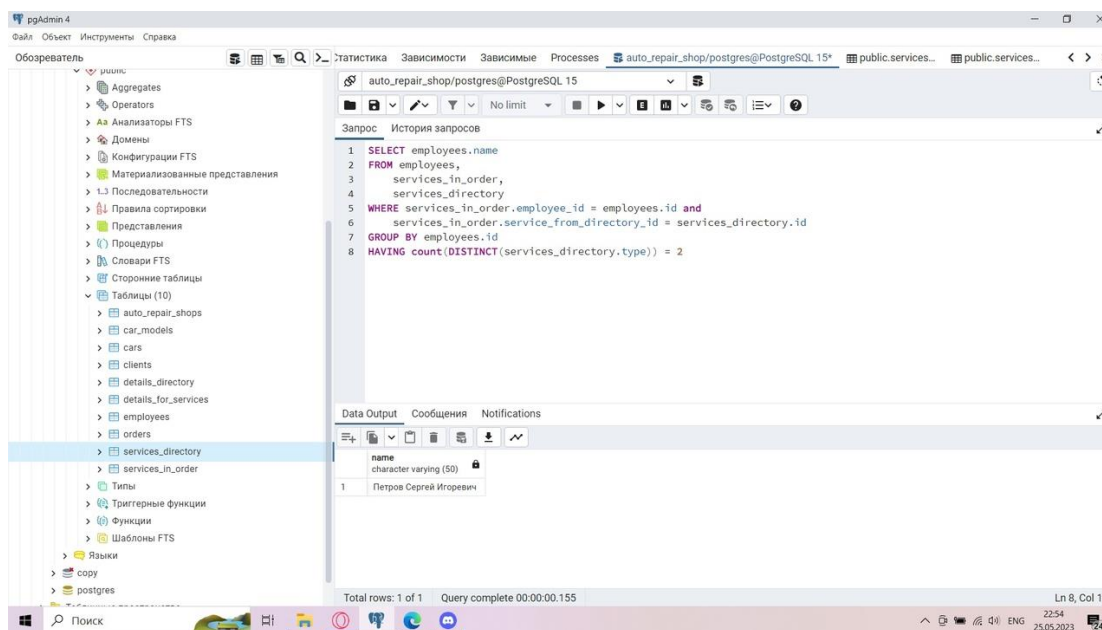 pgAdmin 4
Файл Объект Инструменты Справка
Обозреватель
Статистика Зависимости Зависимые Processes auto_repair_shop/postgres@PostgreSQL 15* public.services... public.services...
public
Aggregates
Operators
Aa Анализаторы FTS
Домены
Конфигурации FTS
Материализованные представления
1..3 Последовательности
Правила сортировки
Представления
Процедуры
Словари FTS
Сторонние таблицы
Таблицы (10)
auto_repair_shops
car_models
cars
clients
details_directory
details_for_services
employees
orders
services_directory
services_in_order
Типы
Триггерные функции
Функции
Шаблоны FTS
Языки
copy
postgres
auto_repair_shop/postgres@PostgreSQL 15
No limit
Запрос История запросов
1 SELECT employees.name
2 FROM employees,
3 services_in_order,
4 services_directory
5 WHERE services_in_order.employee_id = employees.id and
6 services_in_order.service_from_directory_id = services_directory.id
7 GROUP BY employees.id
8 HAVING count(DISTINCT(services_directory.type)) = 2
Data Output Сообщения Notifications
name
character varying (50)
1 Петров Сергей Игоревич
Total rows: 1 of 1 Query complete 00:00:00.155 Ln 8, Col 1
Поиск
ENG
22:54
25.05.2023
24